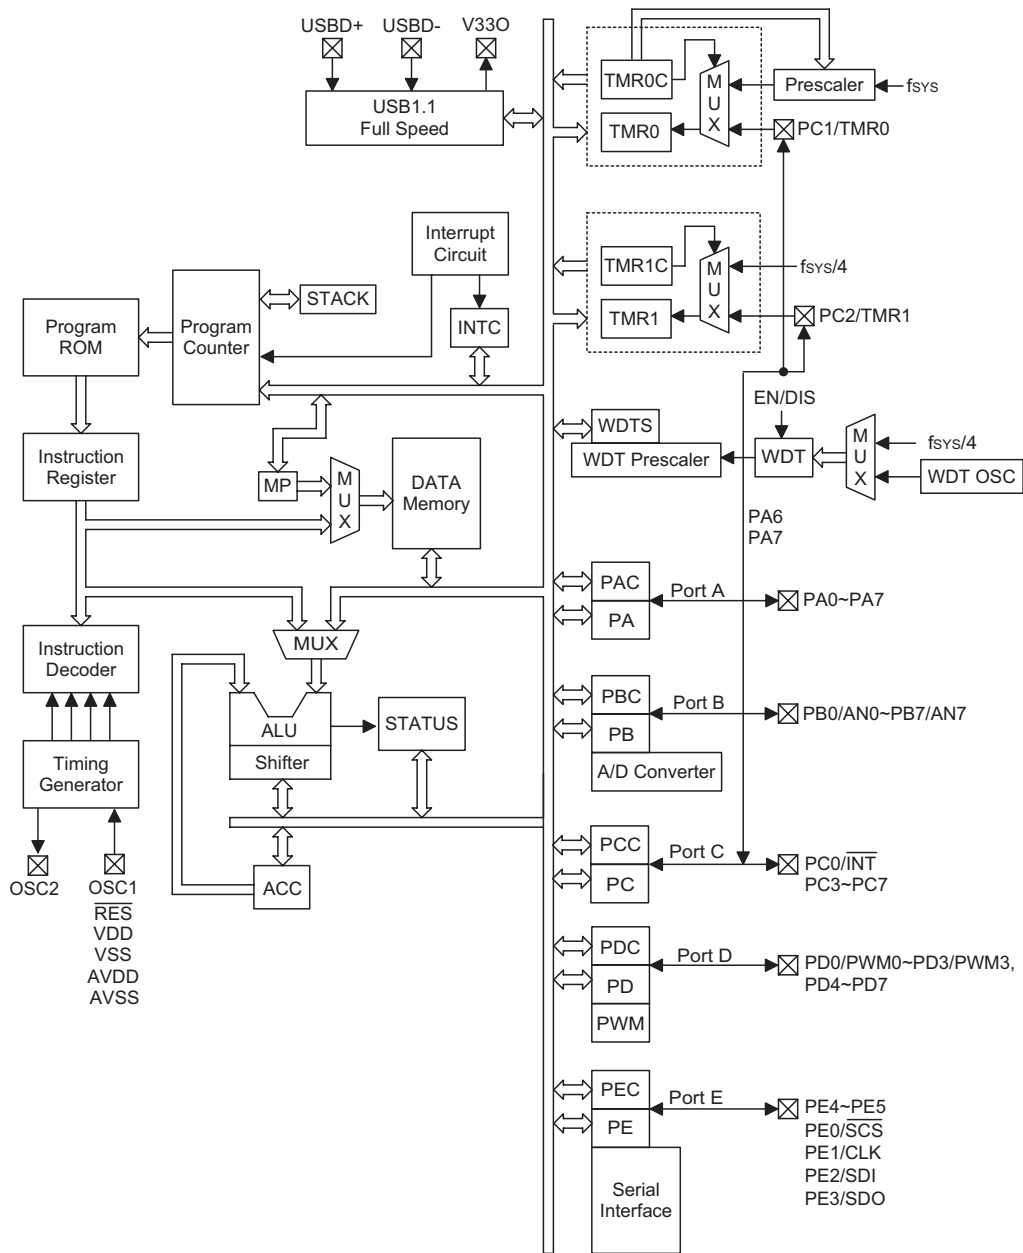 USBD+ USBD- V33O
USB1.1
Full Speed
TMR0C
TMR0
MUX
Prescaler
fSYS
PC1/TMR0
Interrupt
Circuit
INTC
TMR1C
TMR1
MUX
fSYS/4
PC2/TMR1
Program
ROM
Program
Counter
STACK
EN/DIS
WDTS
WDT Prescaler
WDT
MUX
fSYS/4
WDT OSC
Instruction
Register
MP
MUX
DATA
Memory
PA6
PA7
PAC
PA
Port A
PA0~PA7
Instruction
Decoder
MUX
ALU
Shifter
STATUS
PBC
PB
A/D Converter
Port B
PB0/AN0~PB7/AN7
Timing
Generator
OSC2
OSC1
R̅E̅S̅
VDD
VSS
AVDD
AVSS
ACC
PCC
PC
Port C
PC0/I̅N̅T̅
PC3~PC7
PDC
PD
PWM
Port D
PD0/PWM0~PD3/PWM3,
PD4~PD7
PEC
PE
Serial
Interface
Port E
PE4~PE5
PE0/S̅C̅S̅
PE1/CLK
PE2/SDI
PE3/SDO